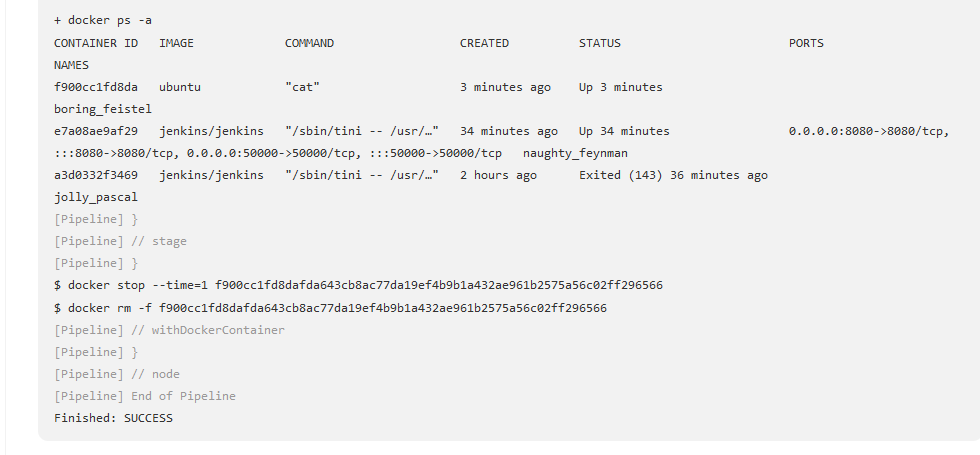 + docker ps -a
CONTAINER ID   IMAGE             COMMAND                  CREATED          STATUS                        PORTS
NAMES
f900cc1fd8da   ubuntu            "cat"                    3 minutes ago    Up 3 minutes
boring_feistel
e7a08ae9af29   jenkins/jenkins   "/sbin/tini -- /usr/…"   34 minutes ago   Up 34 minutes                 0.0.0.0:8080->8080/tcp,
:::8080->8080/tcp, 0.0.0.0:50000->50000/tcp, :::50000->50000/tcp   naughty_feynman
a3d0332f3469   jenkins/jenkins   "/sbin/tini -- /usr/…"   2 hours ago      Exited (143) 36 minutes ago
jolly_pascal
[Pipeline] }
[Pipeline] // stage
[Pipeline] }
$ docker stop --time=1 f900cc1fd8dafda643cb8ac77da19ef4b9b1a432ae961b2575a56c02ff296566
$ docker rm -f f900cc1fd8dafda643cb8ac77da19ef4b9b1a432ae961b2575a56c02ff296566
[Pipeline] // withDockerContainer
[Pipeline] }
[Pipeline] // node
[Pipeline] End of Pipeline
Finished: SUCCESS